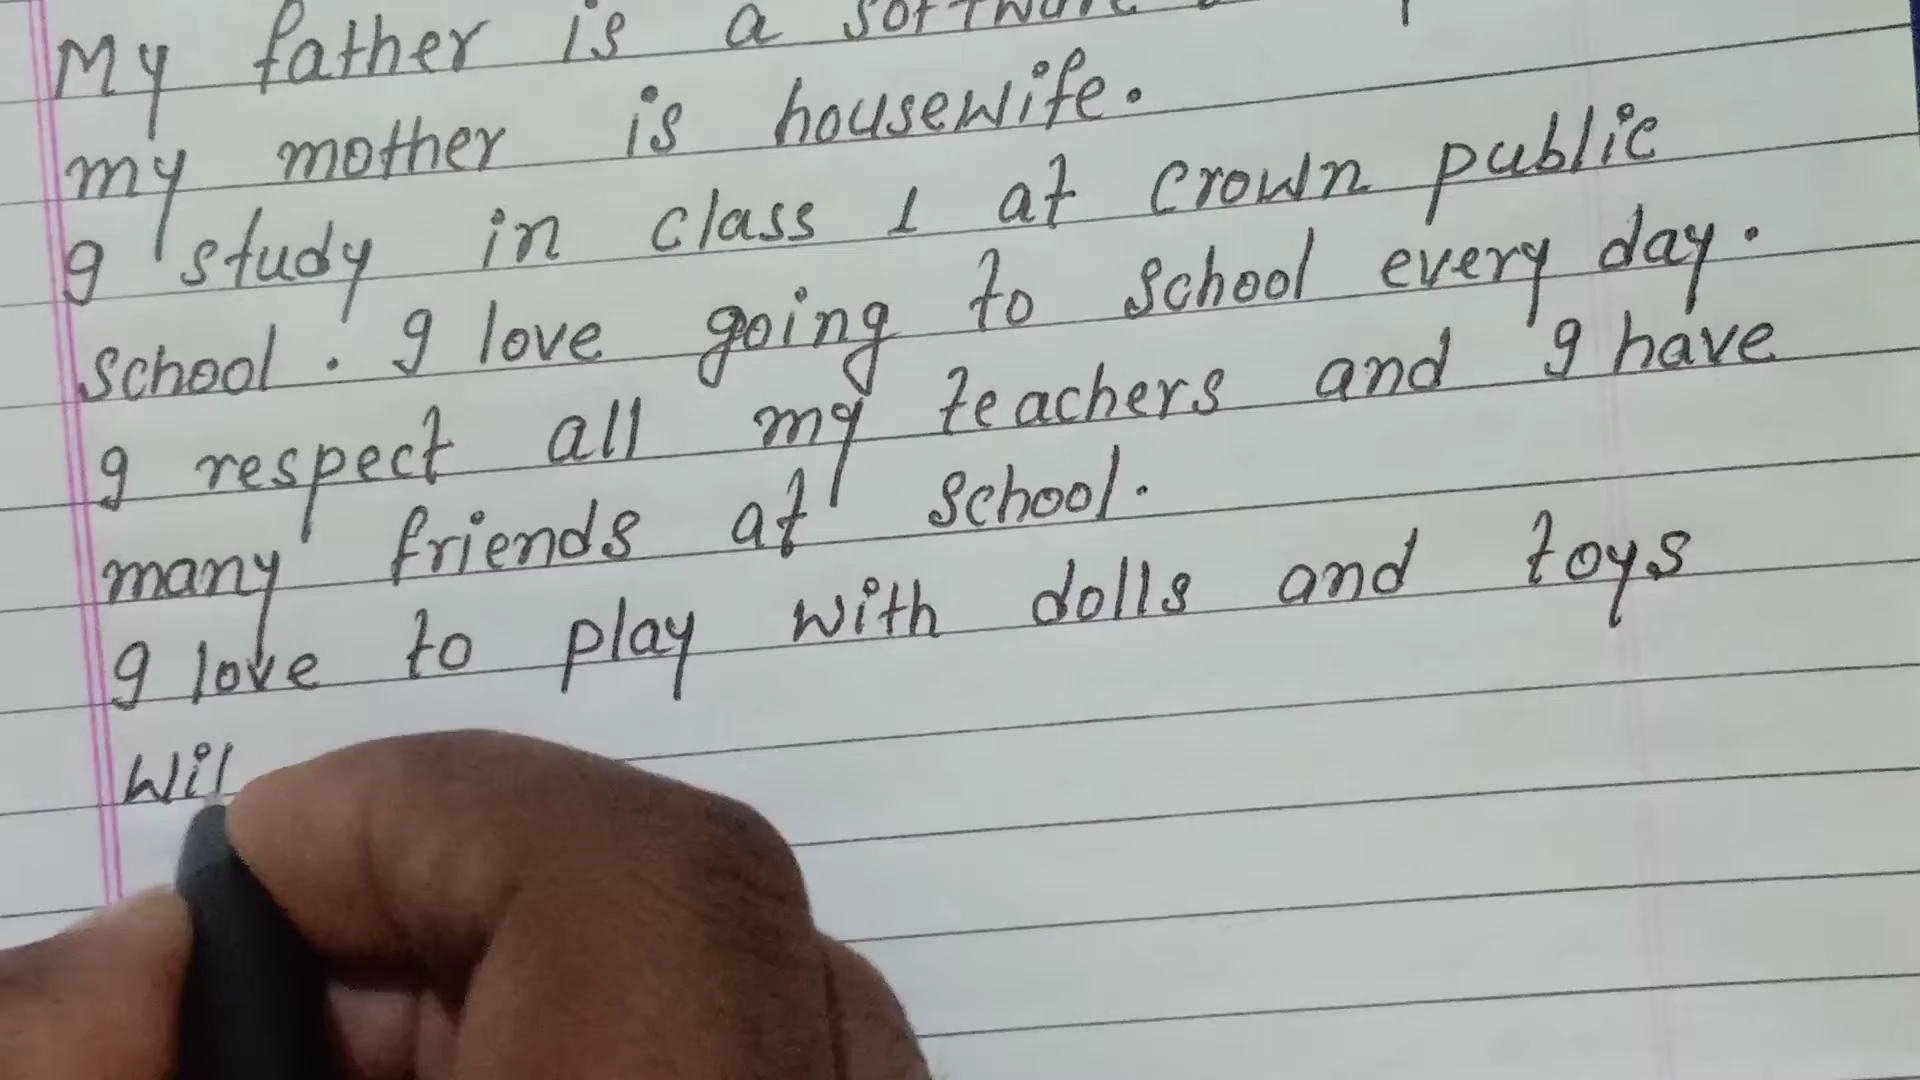 My father is a software
my mother is housewife.
I study in class 1 at crown public
school. I love going to school every day.
I respect all my teachers and I have
many friends at school.
I love to play with dolls and toys
Wil